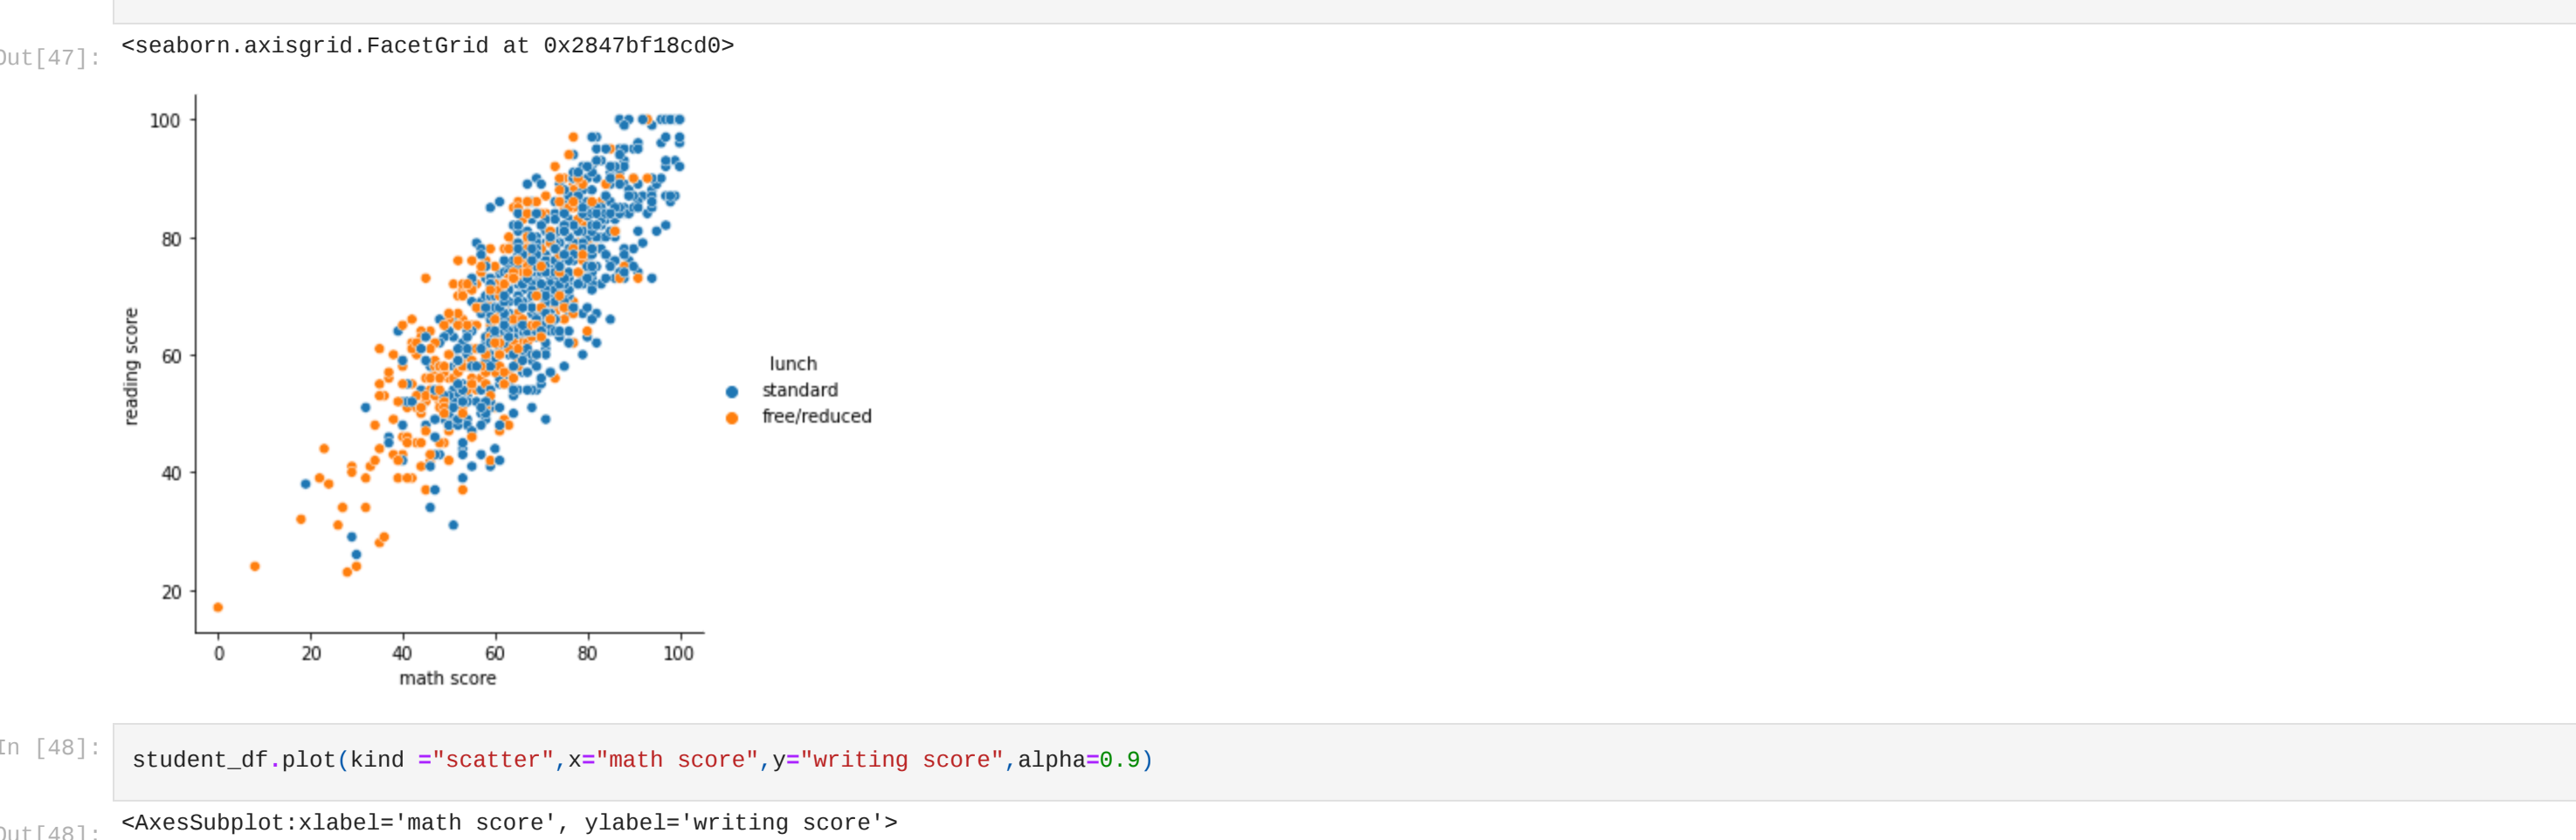 <seaborn.axisgrid.FacetGrid at 0x2847bf18cd0>
Out[47]:
100
80
60
40
20
reading score
lunch
standard
free/reduced
0 20 40 60 80 100
math score
In [48]:
student_df.plot(kind ="scatter",x="math score",y="writing score",alpha=0.9)
<AxesSubplot:xlabel='math score', ylabel='writing score'>
Out[48]: